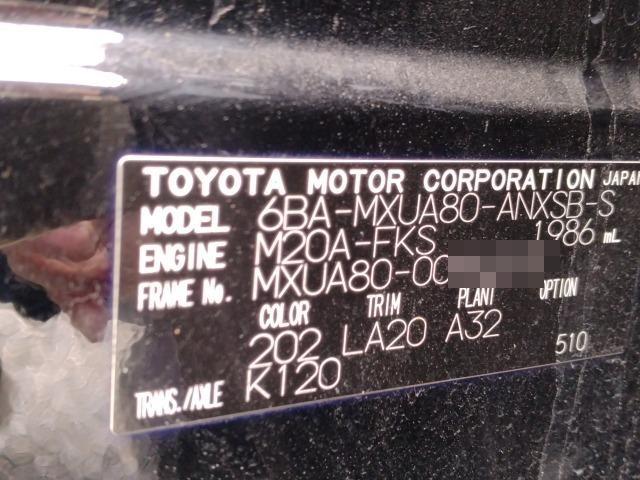 TOYOTA MOTOR CORPORATION JAPAN
MODEL 6BA-MXUA80-ANXSB-S
ENGINE M20A-FKS 1986 mL
FRAME No. MXUA80-00
COLOR TRIM PLANT OPTION
202 LA20 A32 510
TRANS./AXLE K120